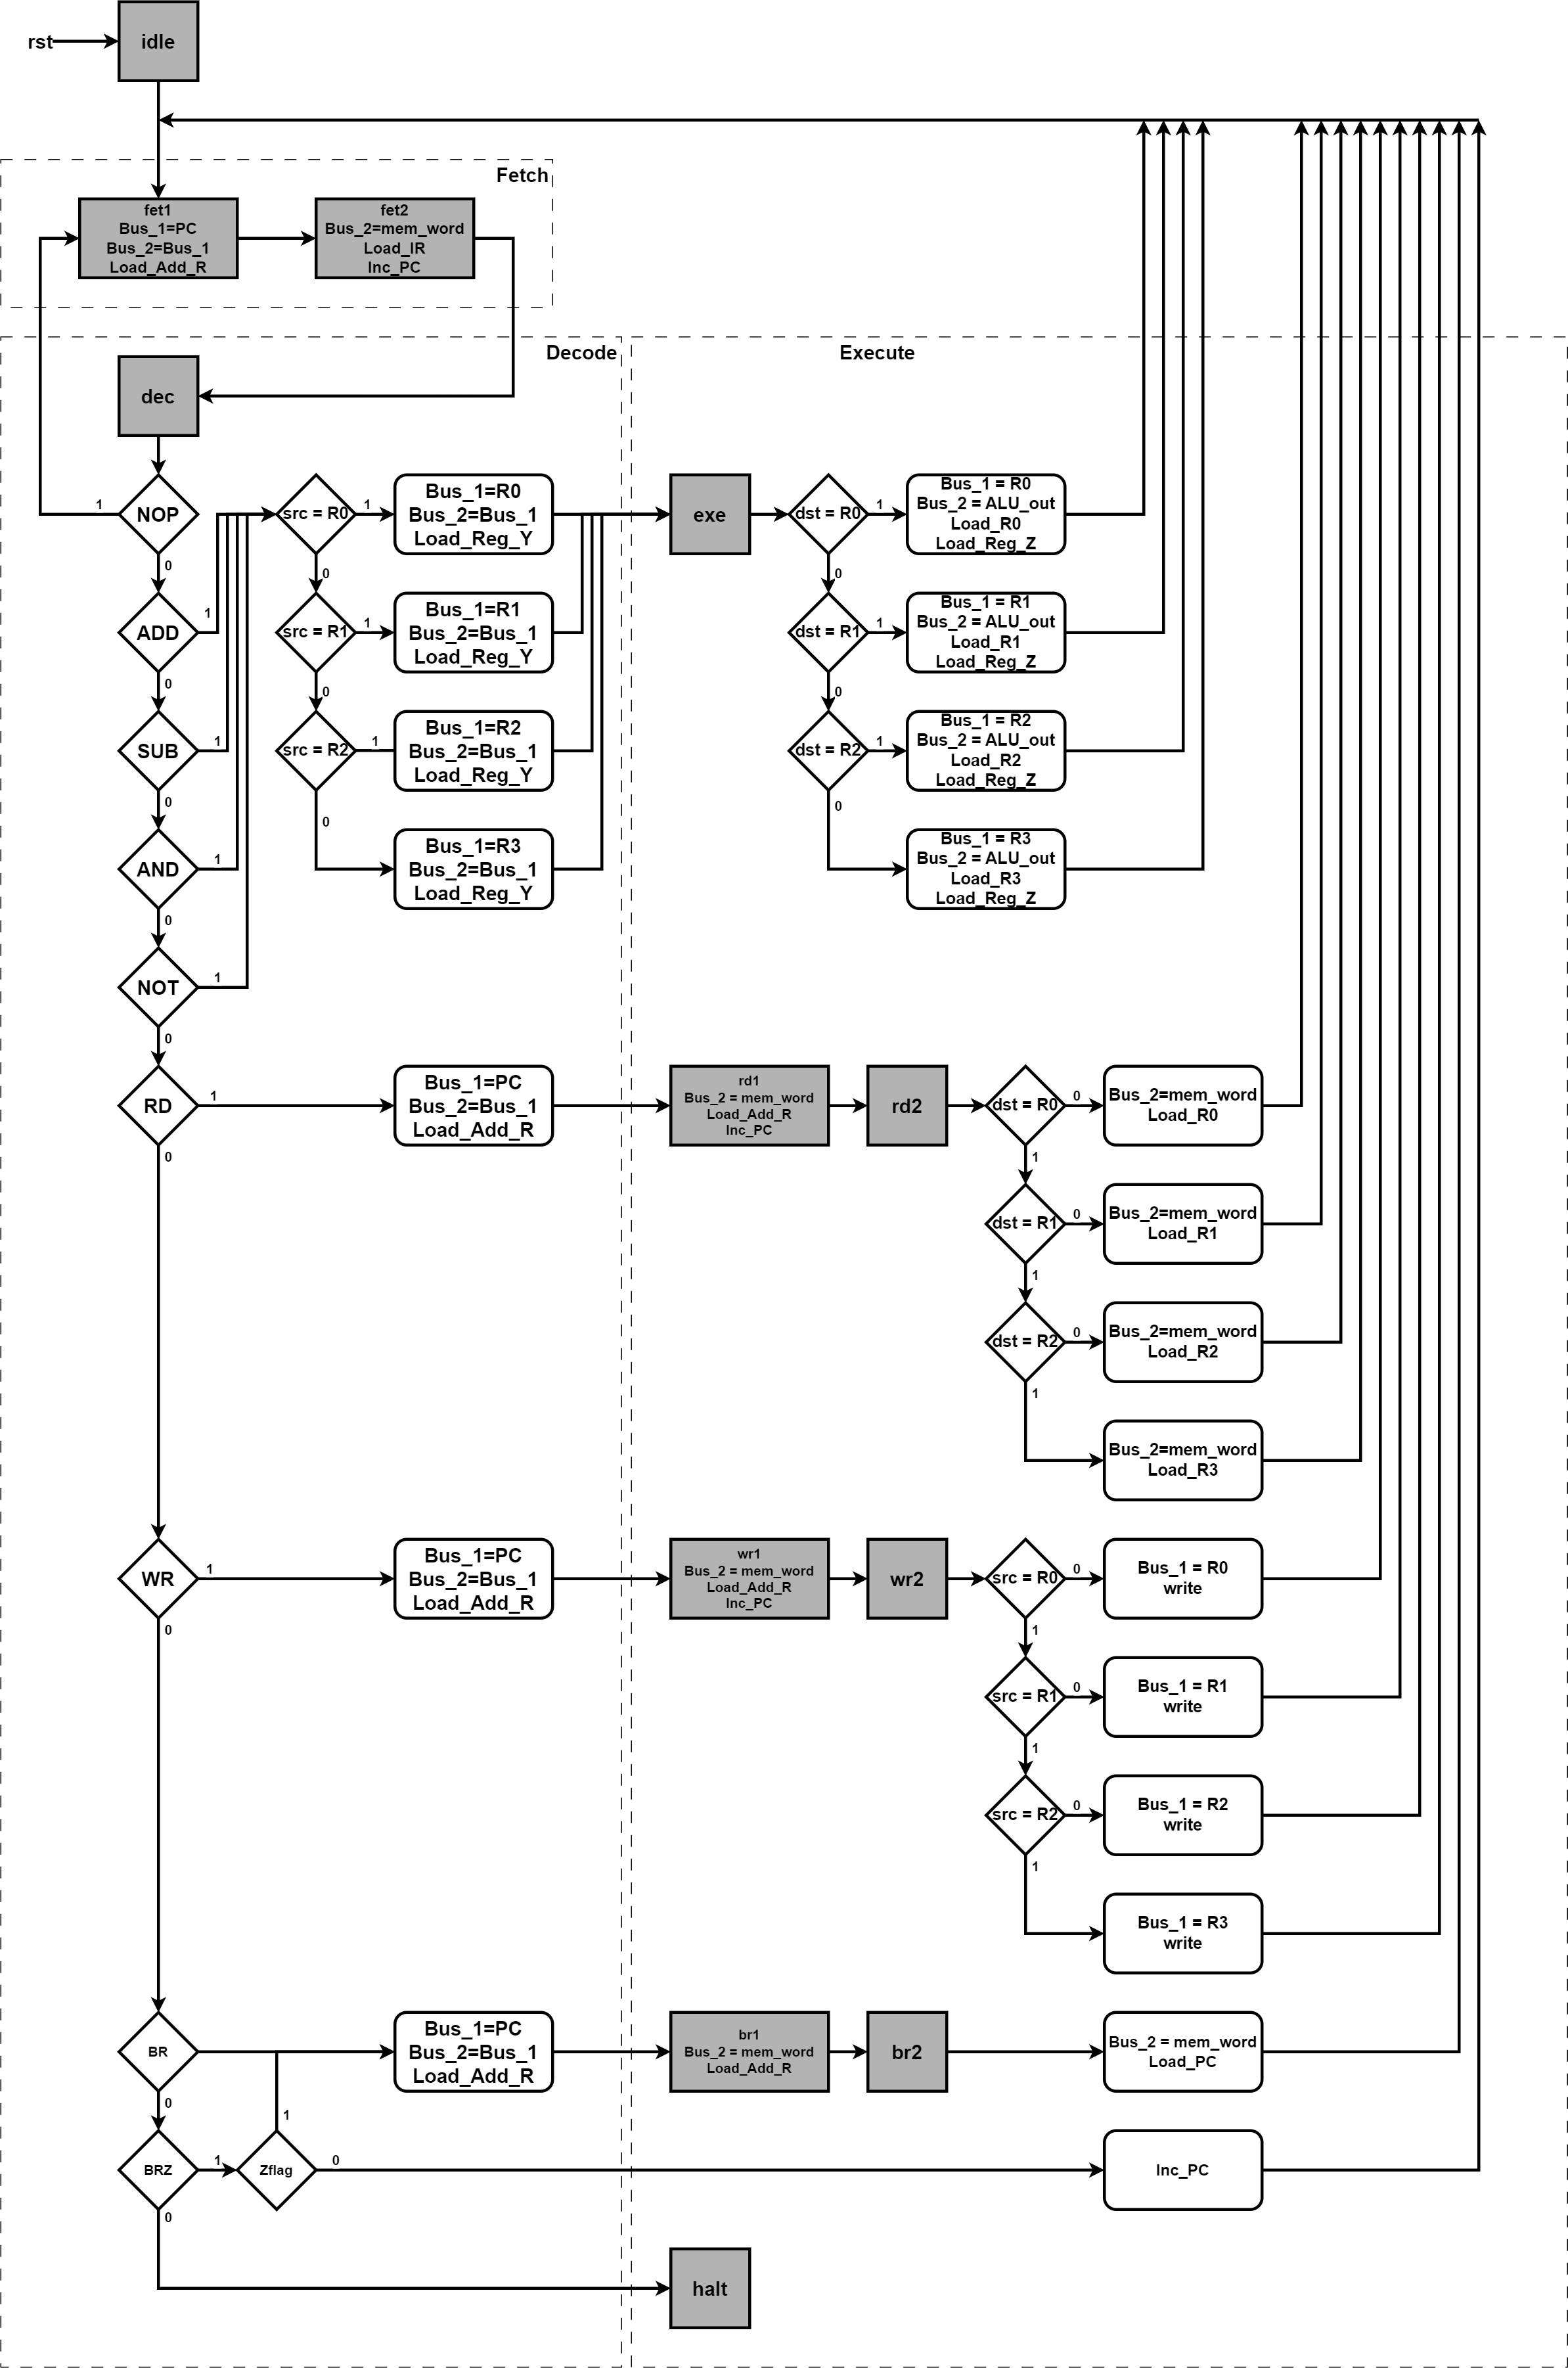 rst
idle
Fetch
fet1
Bus_1=PC
Bus_2=Bus_1
Load_Add_R
fet2
Bus_2=mem_word
Load_IR
Inc_PC
Decode
Execute
dec
NOP
1
0
src = R0
1
0
Bus_1=R0
Bus_2=Bus_1
Load_Reg_Y
exe
dst = R0
1
0
Bus_1 = R0
Bus_2 = ALU_out
Load_R0
Load_Reg_Z
ADD
1
0
src = R1
1
0
Bus_1=R1
Bus_2=Bus_1
Load_Reg_Y
dst = R1
1
0
Bus_1 = R1
Bus_2 = ALU_out
Load_R1
Load_Reg_Z
SUB
1
0
src = R2
1
0
Bus_1=R2
Bus_2=Bus_1
Load_Reg_Y
dst = R2
1
0
Bus_1 = R2
Bus_2 = ALU_out
Load_R2
Load_Reg_Z
AND
1
0
Bus_1=R3
Bus_2=Bus_1
Load_Reg_Y
Bus_1 = R3
Bus_2 = ALU_out
Load_R3
Load_Reg_Z
NOT
1
0
RD
1
0
Bus_1=PC
Bus_2=Bus_1
Load_Add_R
rd1
Bus_2 = mem_word
Load_Add_R
Inc_PC
rd2
dst = R0
0
1
Bus_2=mem_word
Load_R0
dst = R1
0
1
Bus_2=mem_word
Load_R1
dst = R2
0
1
Bus_2=mem_word
Load_R2
Bus_2=mem_word
Load_R3
WR
1
0
Bus_1=PC
Bus_2=Bus_1
Load_Add_R
wr1
Bus_2 = mem_word
Load_Add_R
Inc_PC
wr2
src = R0
0
1
Bus_1 = R0
write
src = R1
0
1
Bus_1 = R1
write
src = R2
0
1
Bus_1 = R2
write
Bus_1 = R3
write
BR
0
Bus_1=PC
Bus_2=Bus_1
Load_Add_R
br1
Bus_2 = mem_word
Load_Add_R
br2
Bus_2 = mem_word
Load_PC
BRZ
1
0
Zflag
1
0
Inc_PC
halt